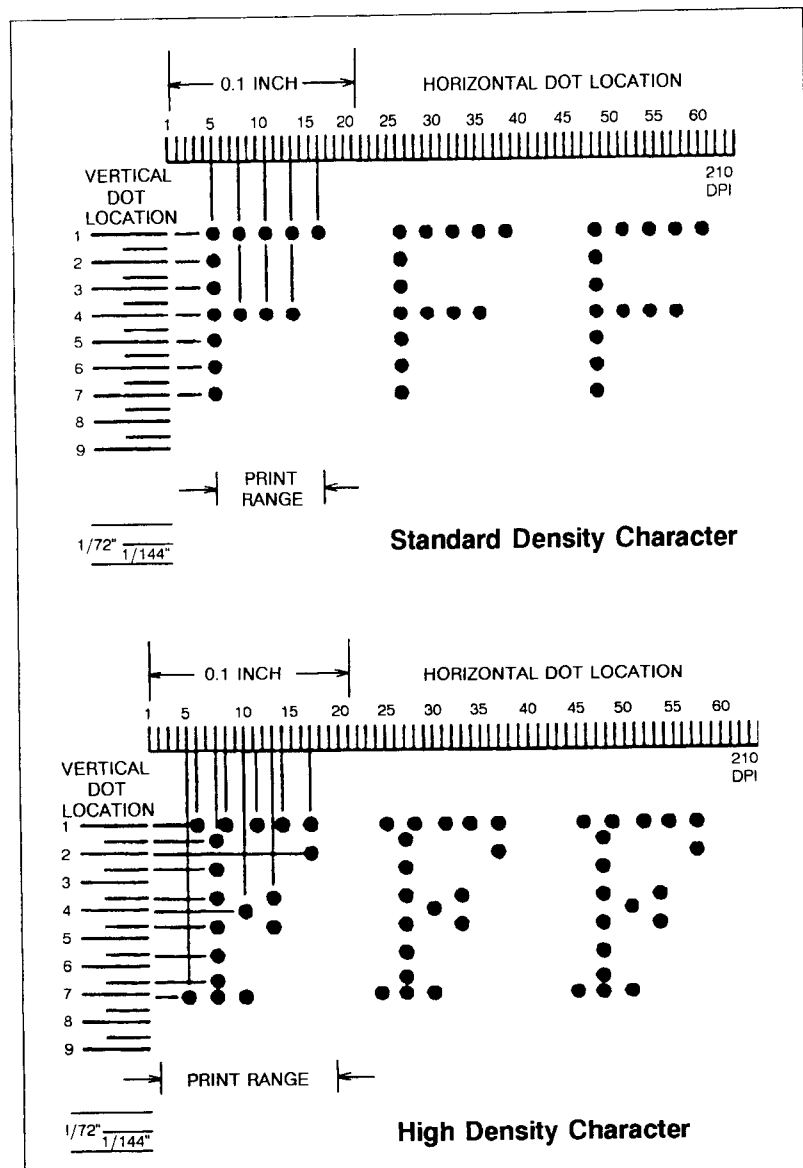 0.1 INCH HORIZONTAL DOT LOCATION
1 5 10 15 20 25 30 35 40 45 50 55 60
210
DPI
VERTICAL
DOT
LOCATION
1
2
3
4
5
6
7
8
9
PRINT
RANGE
1/72" 1/144"
Standard Density Character
0.1 INCH HORIZONTAL DOT LOCATION
1 5 10 15 20 25 30 35 40 45 50 55 60
210
DPI
VERTICAL
DOT
LOCATION
1
2
3
4
5
6
7
8
9
PRINT RANGE
1/72" 1/144"
High Density Character